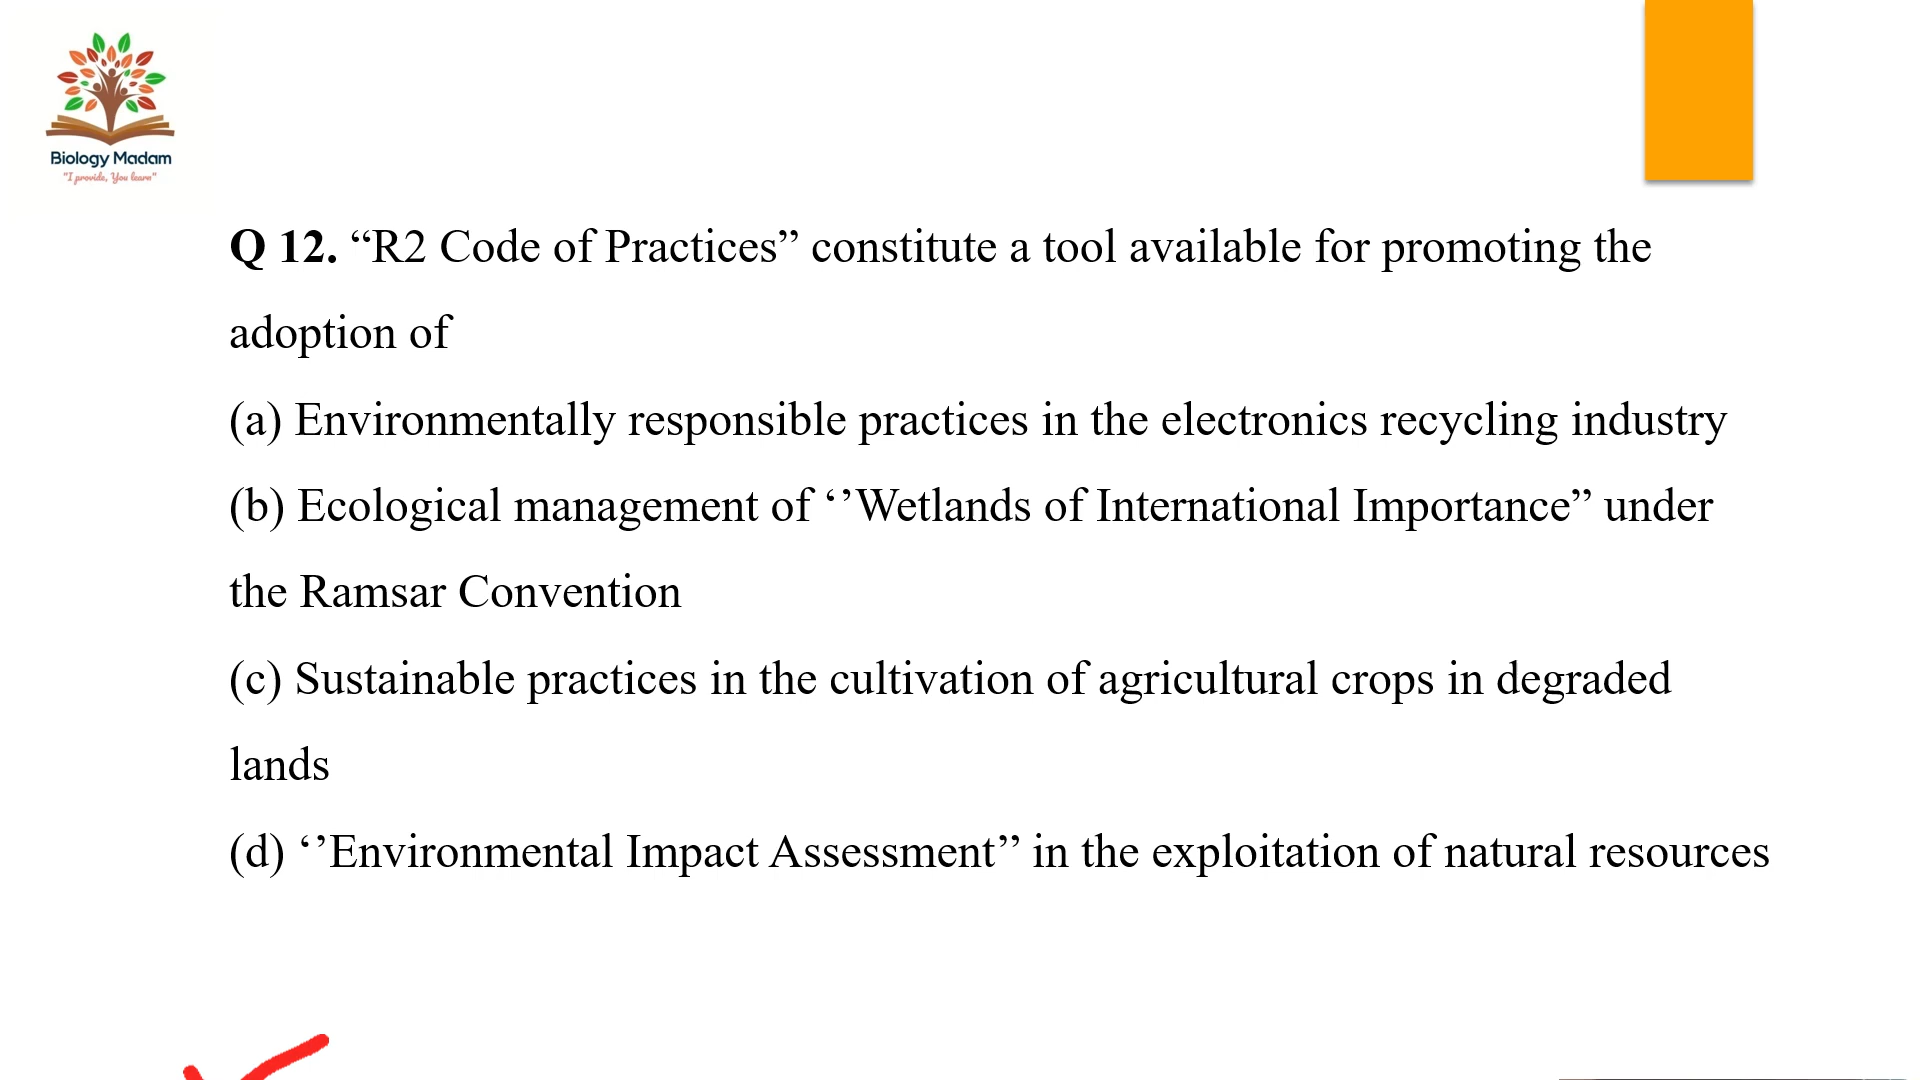 Biology Madam
"I provide, You learn"
Q 12. “R2 Code of Practices” constitute a tool available for promoting the
adoption of
(a) Environmentally responsible practices in the electronics recycling industry
(b) Ecological management of ‘’Wetlands of International Importance” under
the Ramsar Convention
(c) Sustainable practices in the cultivation of agricultural crops in degraded
lands
(d) ‘’Environmental Impact Assessment’’ in the exploitation of natural resources